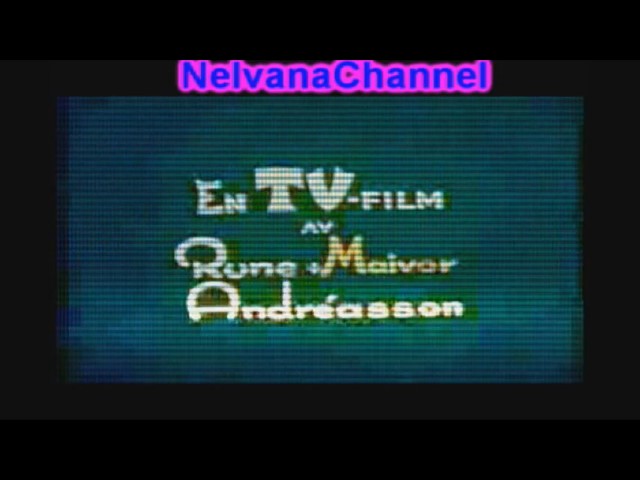 NelvanaChannel
EN TV-FILM
AV
Rune + Maivor
Andréasson